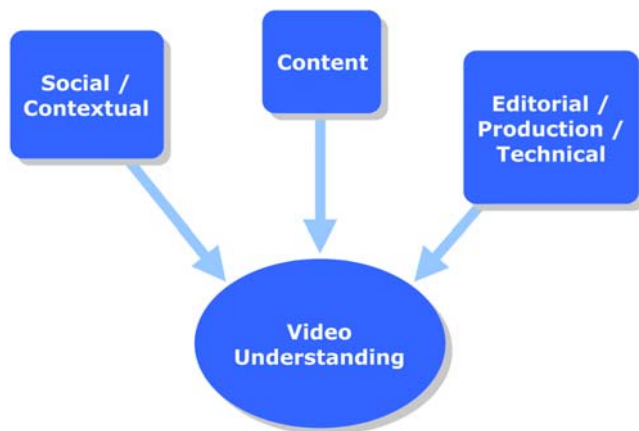 Social /
Contextual
Content
Editorial /
Production /
Technical
Video
Understanding